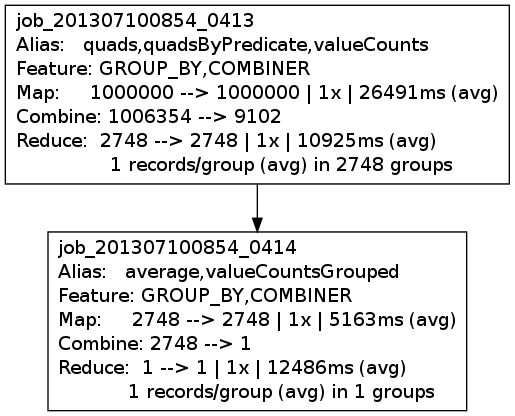 job_201307100854_0413
Alias:   quads,quadsByPredicate,valueCounts
Feature: GROUP_BY,COMBINER
Map:     1000000 --> 1000000 | 1x | 26491ms (avg)
Combine: 1006354 --> 9102
Reduce:  2748 --> 2748 | 1x | 10925ms (avg)
1 records/group (avg) in 2748 groups
job_201307100854_0414
Alias:   average,valueCountsGrouped
Feature: GROUP_BY,COMBINER
Map:     2748 --> 2748 | 1x | 5163ms (avg)
Combine: 2748 --> 1
Reduce:  1 --> 1 | 1x | 12486ms (avg)
1 records/group (avg) in 1 groups